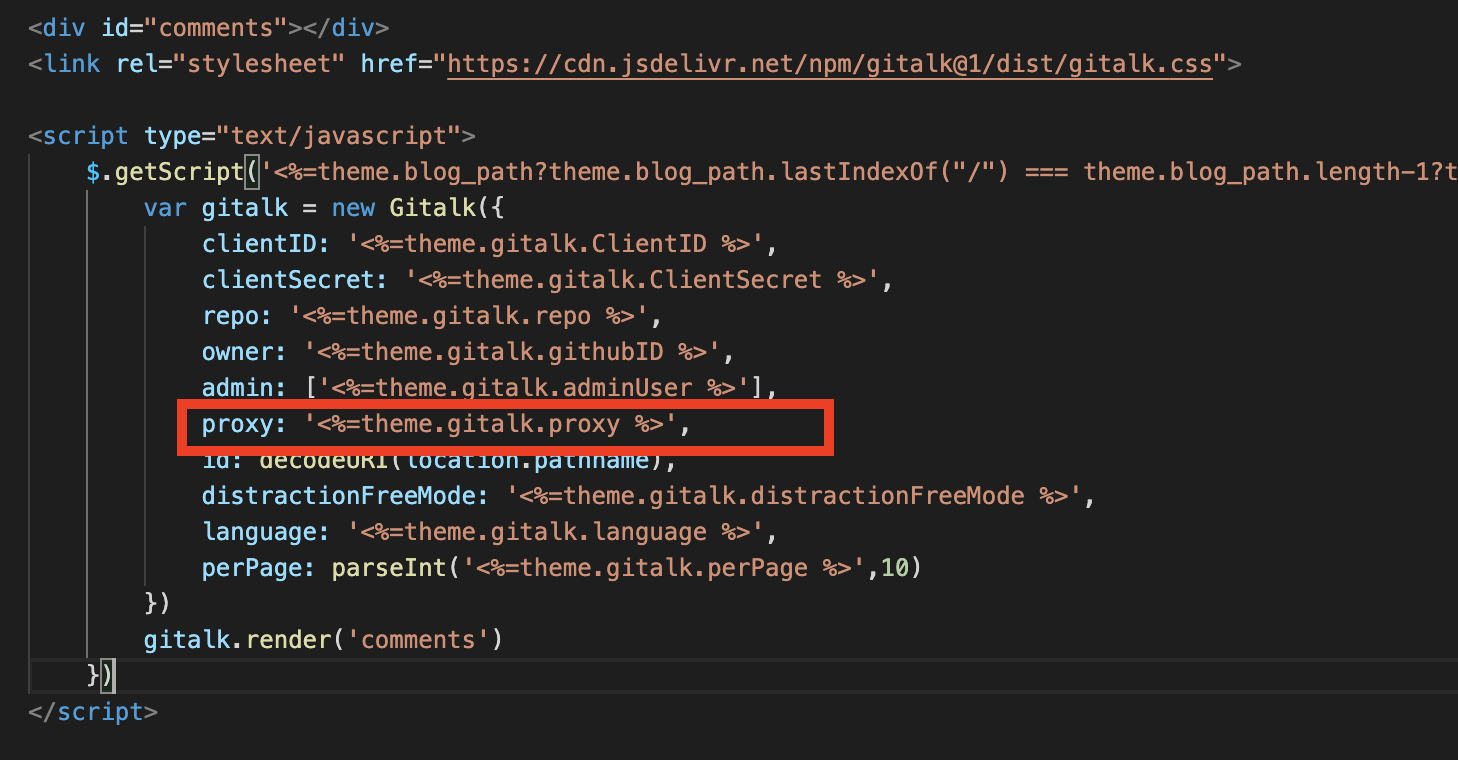 <div id="comments"></div>
<link rel="stylesheet" href="https://cdn.jsdelivr.net/npm/gitalk@1/dist/gitalk.css">
<script type="text/javascript">
$.getScript('<%=theme.blog_path?theme.blog_path.lastIndexOf("/") === theme.blog_path.length-1?t
var gitalk = new Gitalk({
clientID: '<%=theme.gitalk.ClientID %>',
clientSecret: '<%=theme.gitalk.ClientSecret %>',
repo: '<%=theme.gitalk.repo %>',
owner: '<%=theme.gitalk.githubID %>',
admin: ['<%=theme.gitalk.adminUser %>'],
proxy: '<%=theme.gitalk.proxy %>',
id: decodeURI(location.pathname),
distractionFreeMode: '<%=theme.gitalk.distractionFreeMode %>',
language: '<%=theme.gitalk.language %>',
perPage: parseInt('<%=theme.gitalk.perPage %>',10)
})
gitalk.render('comments')
})
</script>